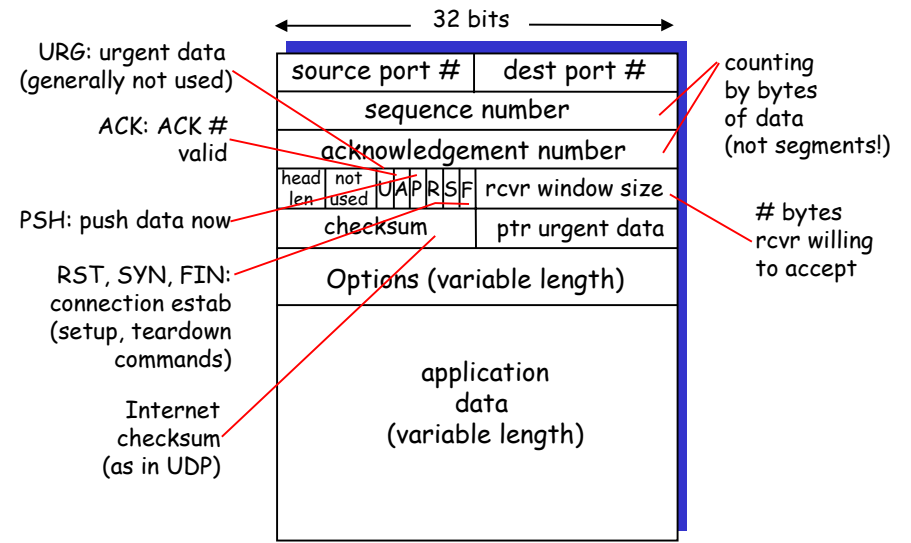 32 bits
URG: urgent data
(generally not used)
ACK: ACK #
valid
PSH: push data now
RST, SYN, FIN:
connection estab
(setup, teardown
commands)
Internet
checksum
(as in UDP)
source port #
dest port #
sequence number
acknowledgement number
head
len
not
used
U
A
P
R
S
F
rcvr window size
checksum
ptr urgent data
Options (variable length)
application
data
(variable length)
counting
by bytes
of data
(not segments!)
# bytes
rcvr willing
to accept